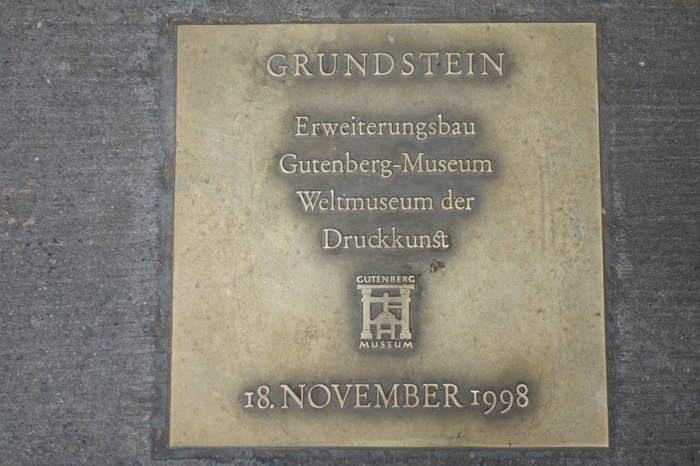 GRUNDSTEIN
Erweiterungsbau
Gutenberg-Museum
Weltmuseum der
Druckkunst
GUTENBERG
MUSEUM
18. NOVEMBER 1998